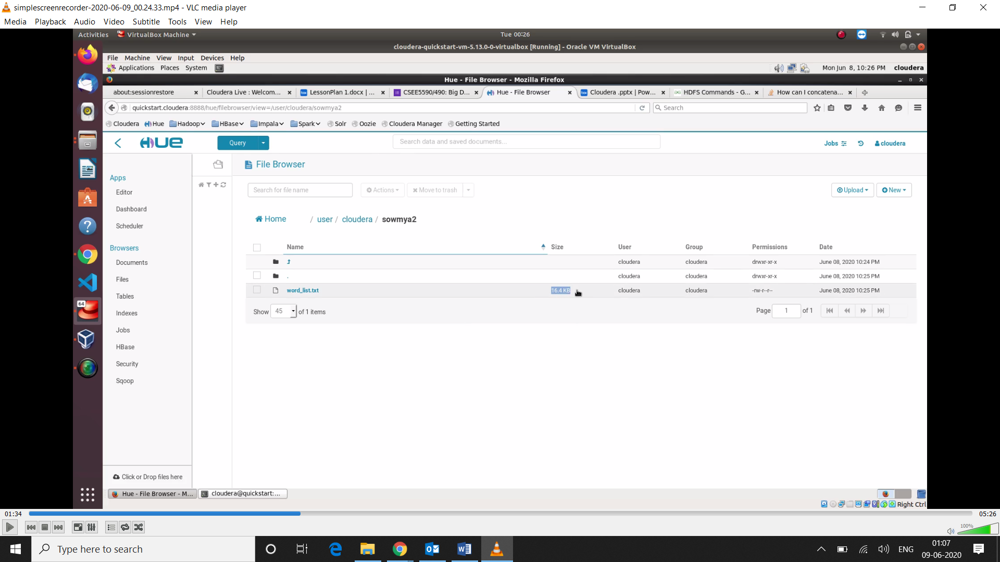 simplescreenrecorder-2020-06-09_00.24.33.mp4 - VLC media player
Media Playback Audio Video Subtitle Tools View Help
Activities VirtualBox Machine Tue 00:26
cloudera-quickstart-vm-5.13.0-0-virtualbox [Running] - Oracle VM VirtualBox
File Machine View Input Devices Help
Applications Places System Mon Jun 8, 10:26 PM cloudera
Hue - File Browser - Mozilla Firefox
about:sessionrestore Cloudera Live : Welcom... LessonPlan 1.docx | ... CSEE5590/490: Big D... Hue - File Browser Cloudera .pptx | Pow... HDFS Commands - G... How can I concatena...
quickstart.cloudera:8888/hue/filebrowser/view=/user/cloudera/sowmya2 Search
Cloudera Hue Hadoop HBase Impala Spark Solr Oozie Cloudera Manager Getting Started
HUE Query Search data and saved documents... Jobs cloudera
File Browser
Apps
Editor
Dashboard
Scheduler
Browsers
Documents
Files
Tables
Indexes
Jobs
HBase
Security
Sqoop
Click or Drop files here
Search for file name Actions Move to trash Upload New
Home / user / cloudera / sowmya2
Name Size User Group Permissions Date
cloudera cloudera drwxr-xr-x June 08, 2020 10:24 PM
. cloudera cloudera drwxr-xr-x June 08, 2020 10:25 PM
word_list.txt 16.4 KB cloudera cloudera -rw-r--r-- June 08, 2020 10:25 PM
Show 45 of 1 items Page 1 of 1
64
Hue - File Browser - M... cloudera@quickstart:...
Right Ctrl
01:34 05:26
100%
Type here to search ENG 01:07
09-06-2020